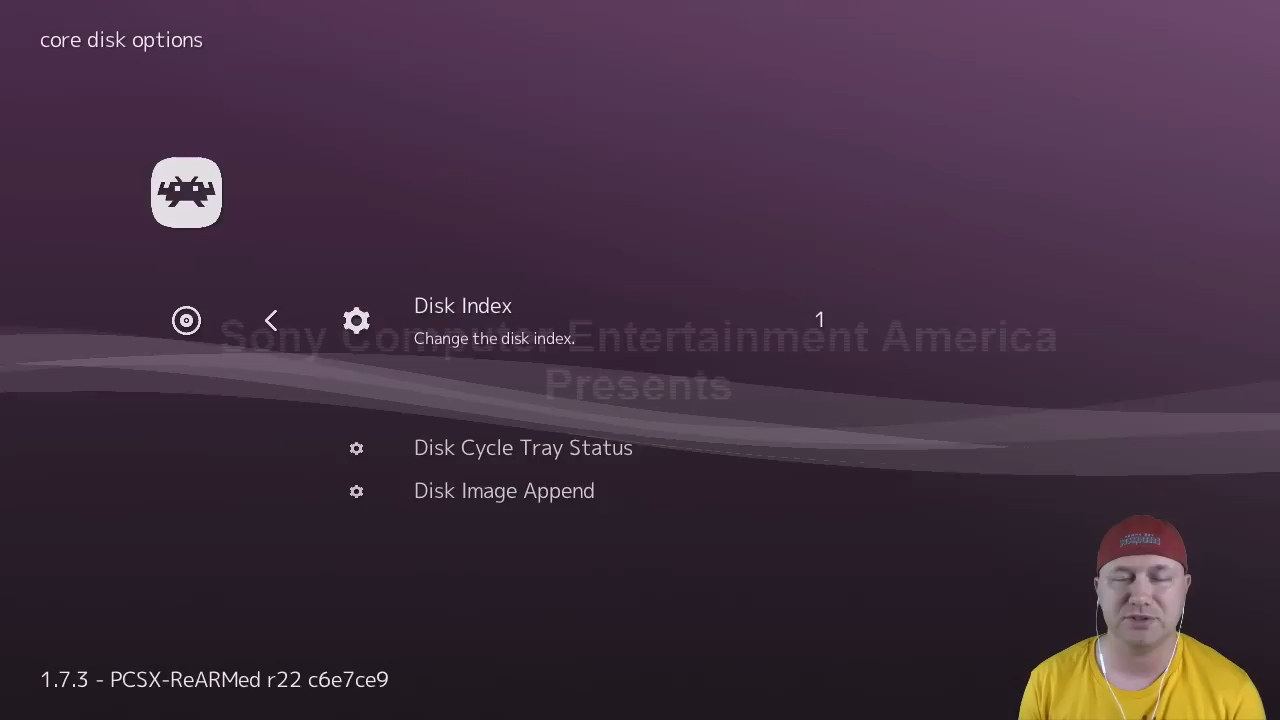 core disk options
Disk Index
1
Change the disk index.
Sony Computer Entertainment America
Presents
Disk Cycle Tray Status
Disk Image Append
1.7.3 - PCSX-ReARMed r22 c6e7ce9